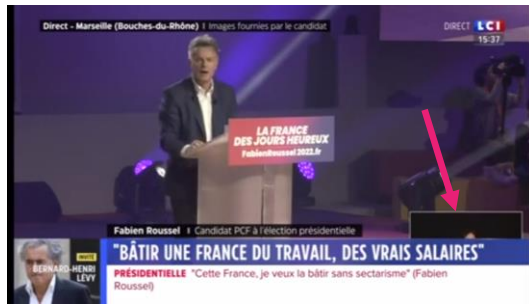 Direct - Marseille (Bouches-du-Rhône) I Images fournies par le candidat
DIRECT LCI
15:37
LA FRANCE
DES JOURS HEUREUX
FabienRoussel2022.fr
Fabien Roussel I Candidat PCF à l'élection présidentielle
INVITÉ
BERNARD-HENRI
LÉVY
"BÂTIR UNE FRANCE DU TRAVAIL, DES VRAIS SALAIRES"
PRÉSIDENTIELLE "Cette France, je veux la bâtir sans sectarisme" (Fabien
Roussel)